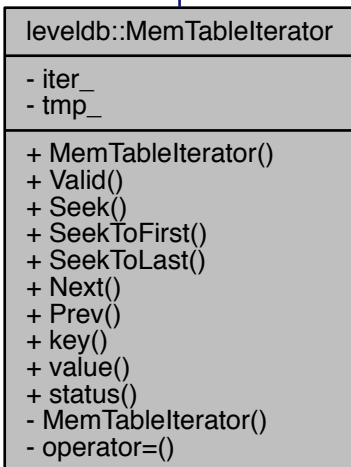 leveldb::MemTableIterator
- iter_
- tmp_
+ MemTableIterator()
+ Valid()
+ Seek()
+ SeekToFirst()
+ SeekToLast()
+ Next()
+ Prev()
+ key()
+ value()
+ status()
- MemTableIterator()
- operator=()